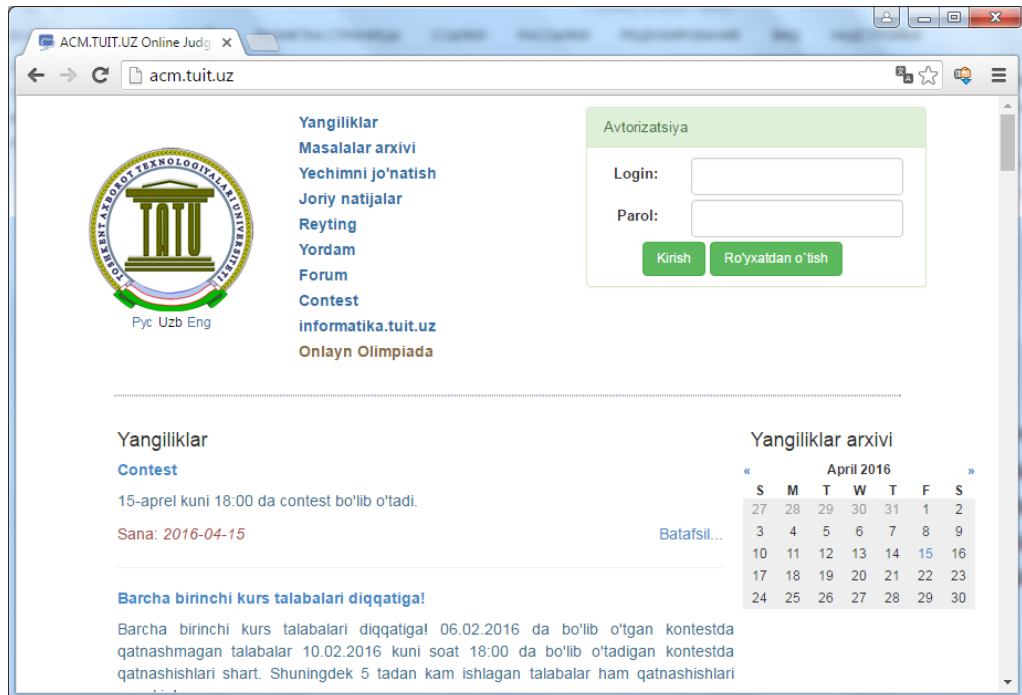 ACM.TUIT.UZ Online Judg
acm.tuit.uz
TOSHKENT AXBOROT TEXNOLOGIYALARI UNIVERSITETI
TATU
Рус Uzb Eng
Yangiliklar
Masalalar arxivi
Yechimni jo'natish
Joriy natijalar
Reyting
Yordam
Forum
Contest
informatika.tuit.uz
Onlayn Olimpiada
Avtorizatsiya
Login:
Parol:
Kirish Ro'yxatdan o`tish
Yangiliklar
Contest
15-aprel kuni 18:00 da contest bo'lib o'tadi.
Sana: 2016-04-15 Batafsil...
Barcha birinchi kurs talabalari diqqatiga!
Barcha birinchi kurs talabalari diqqatiga! 06.02.2016 da bo'lib o'tgan kontestda
qatnashmagan talabalar 10.02.2016 kuni soat 18:00 da bo'lib o'tadigan kontestda
qatnashishlari shart. Shuningdek 5 tadan kam ishlagan talabalar ham qatnashishlari
Yangiliklar arxivi
« April 2016 »
S M T W T F S
27 28 29 30 31 1 2
3 4 5 6 7 8 9
10 11 12 13 14 15 16
17 18 19 20 21 22 23
24 25 26 27 28 29 30